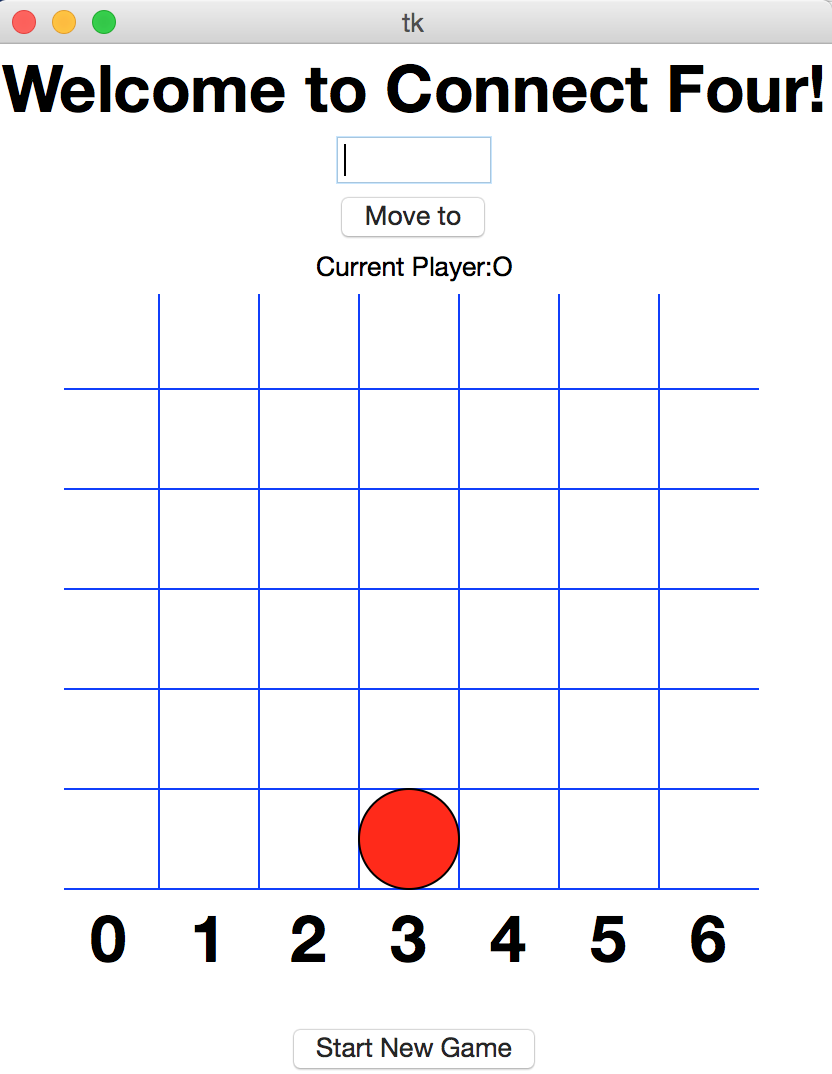 tk
Welcome to Connect Four!
Move to
Current Player:O
0 1 2 3 4 5 6
Start New Game